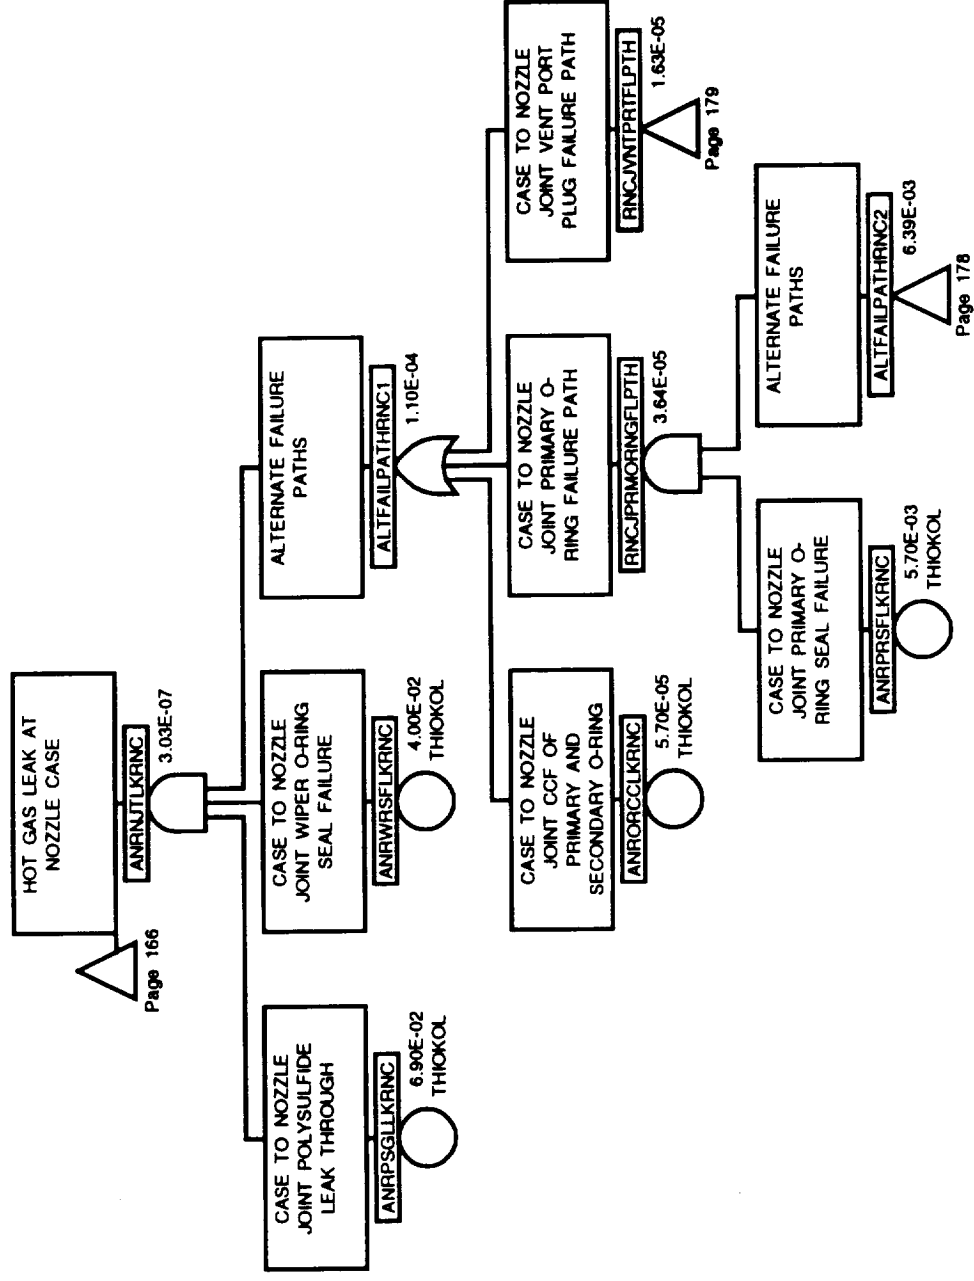 HOT GAS LEAK AT
NOZZLE CASE
ANRNJTLKRNC
3.03E-07
Page 166
CASE TO NOZZLE
JOINT POLYSULFIDE
LEAK THROUGH
ANRPSGLLKRNC
6.90E-02
THIOKOL
CASE TO NOZZLE
JOINT WIPER O-RING
SEAL FAILURE
ANRWRSFLKRNC
4.00E-02
THIOKOL
ALTERNATE FAILURE
PATHS
ALTFAILPATHRNC1
1.10E-04
CASE TO NOZZLE
JOINT CCF OF
PRIMARY AND
SECONDARY O-RING
ANRORCCLKRNC
5.70E-05
THIOKOL
CASE TO NOZZLE
JOINT PRIMARY O-
RING FAILURE PATH
RNCJPRMORNGFLPTH
3.64E-05
CASE TO NOZZLE
JOINT VENT PORT
PLUG FAILURE PATH
RNCJVNTPRTFLPTH
1.63E-05
Page 179
CASE TO NOZZLE
JOINT PRIMARY O-
RING SEAL FAILURE
ANRPRSFLKRNC
5.70E-03
THIOKOL
ALTERNATE FAILURE
PATHS
ALTFAILPATHRNC2
6.39E-03
Page 178